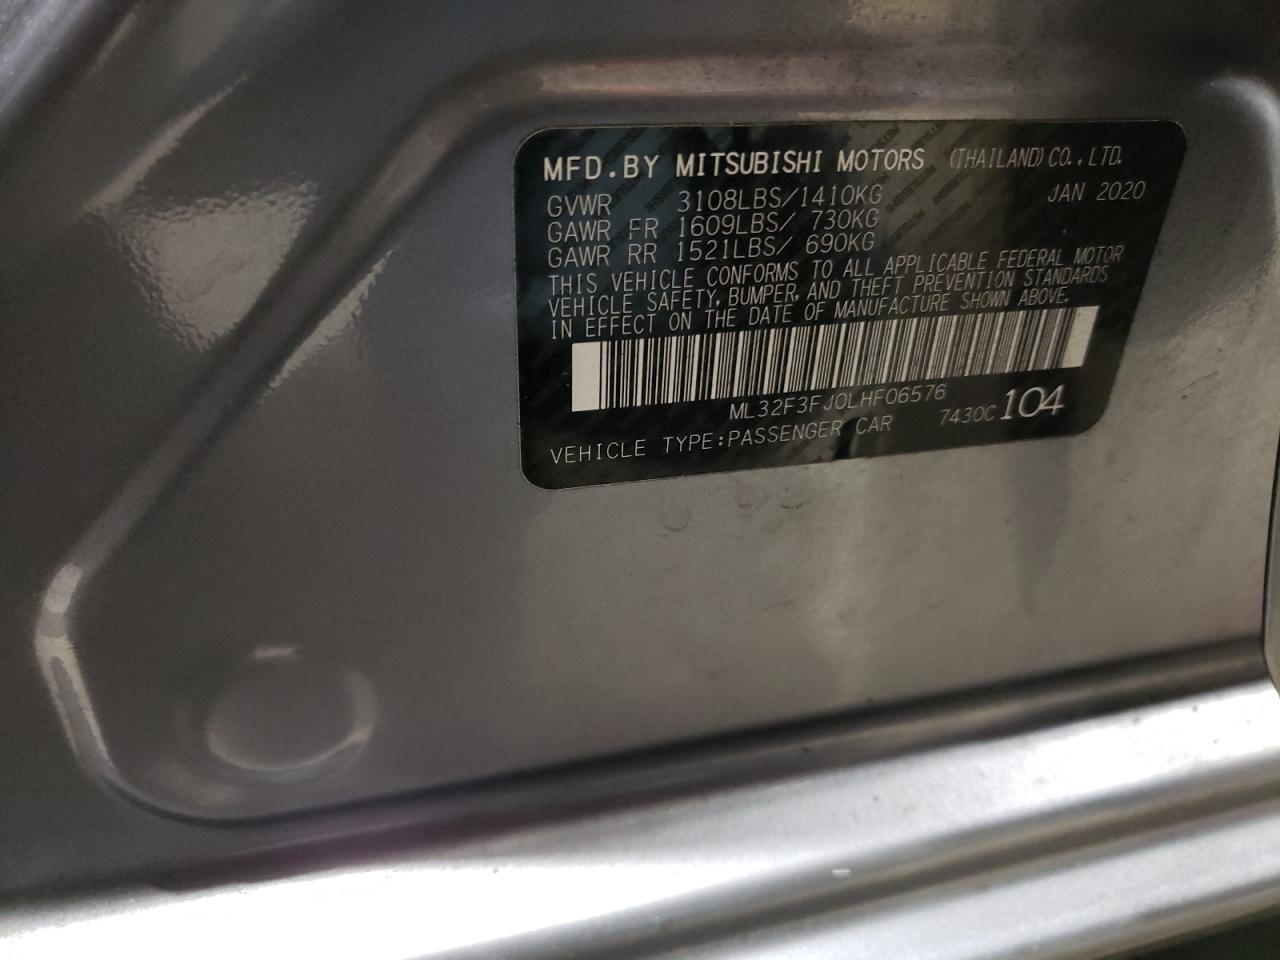 MFD.BY MITSUBISHI MOTORS (THAILAND) CO., LTD.
GVWR 3108LBS/1410KG JAN 2020
GAWR FR 1609LBS/ 730KG
GAWR RR 1521LBS/ 690KG
THIS VEHICLE CONFORMS TO ALL APPLICABLE FEDERAL MOTOR
VEHICLE SAFETY, BUMPER, AND THEFT PREVENTION STANDARDS
IN EFFECT ON THE DATE OF MANUFACTURE SHOWN ABOVE.
ML32F3FJ0LHF06576
VEHICLE TYPE:PASSENGER CAR 7430C 104